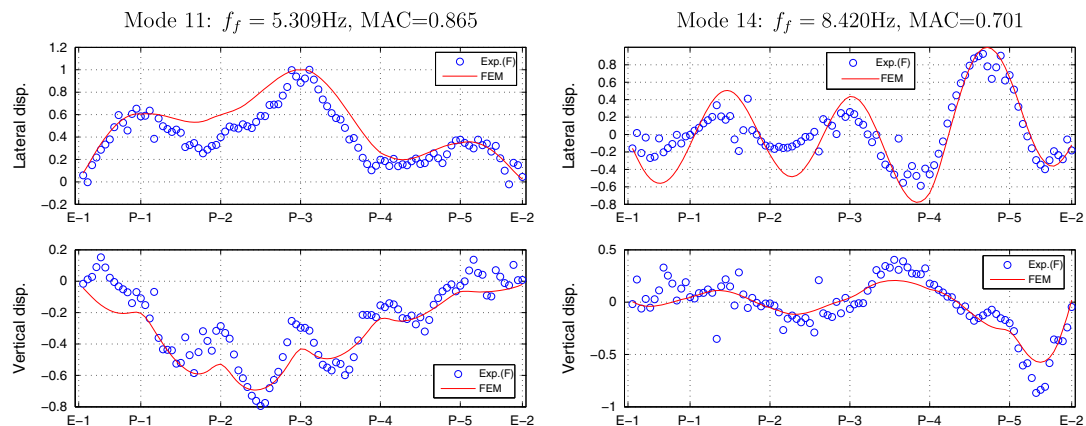 Mode 11: f_f = 5.309Hz, MAC=0.865
Lateral disp.
1.2
1
0.8
0.6
0.4
0.2
0
−0.2
Exp.(F)
FEM
E−1 P−1 P−2 P−3 P−4 P−5 E−2
Vertical disp.
0.2
0
−0.2
−0.4
−0.6
−0.8
Exp.(F)
FEM
E−1 P−1 P−2 P−3 P−4 P−5 E−2
Mode 14: f_f = 8.420Hz, MAC=0.701
Lateral disp.
0.8
0.6
0.4
0.2
0
−0.2
−0.4
−0.6
−0.8
Exp.(F)
FEM
E−1 P−1 P−2 P−3 P−4 P−5 E−2
Vertical disp.
0.5
0
−0.5
−1
Exp.(F)
FEM
E−1 P−1 P−2 P−3 P−4 P−5 E−2